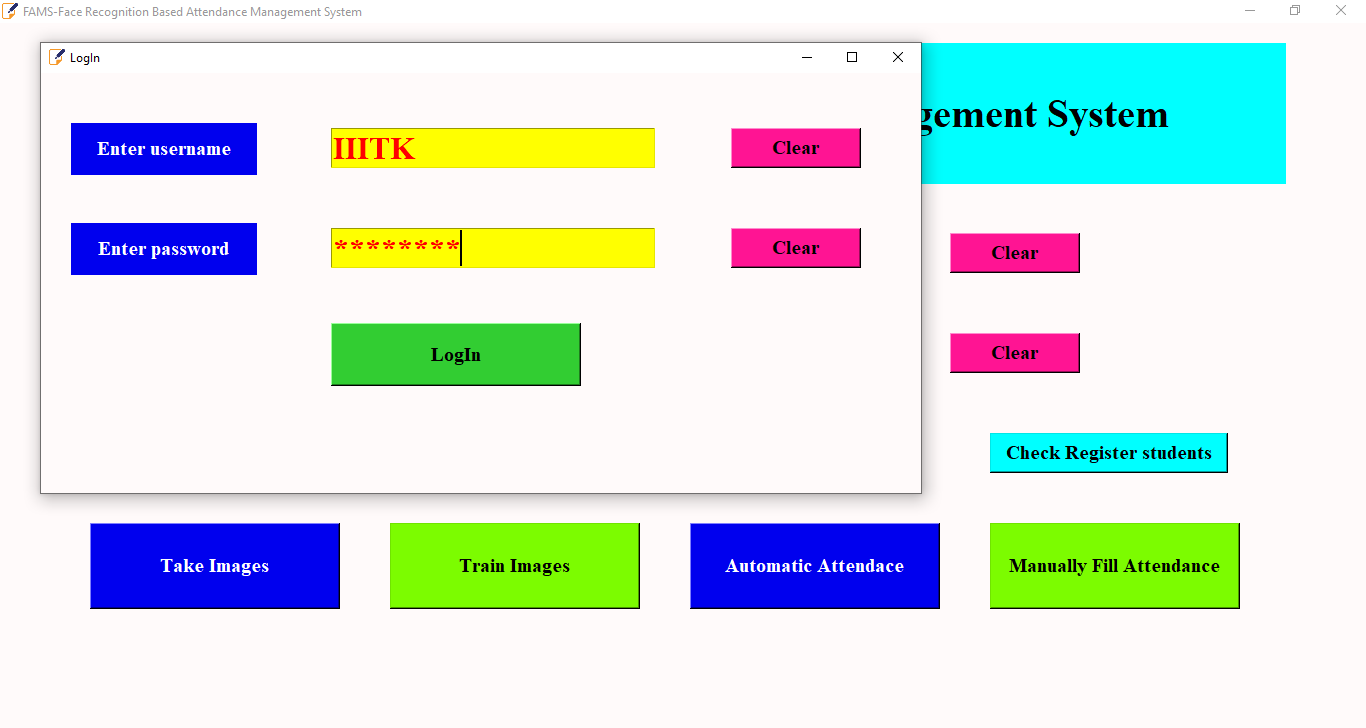 FAMS-Face Recognition Based Attendance Management System
LogIn
gement System
Enter username
IIITK
Clear
Enter password
********
Clear
Clear
LogIn
Clear
Check Register students
Take Images
Train Images
Automatic Attendace
Manually Fill Attendance